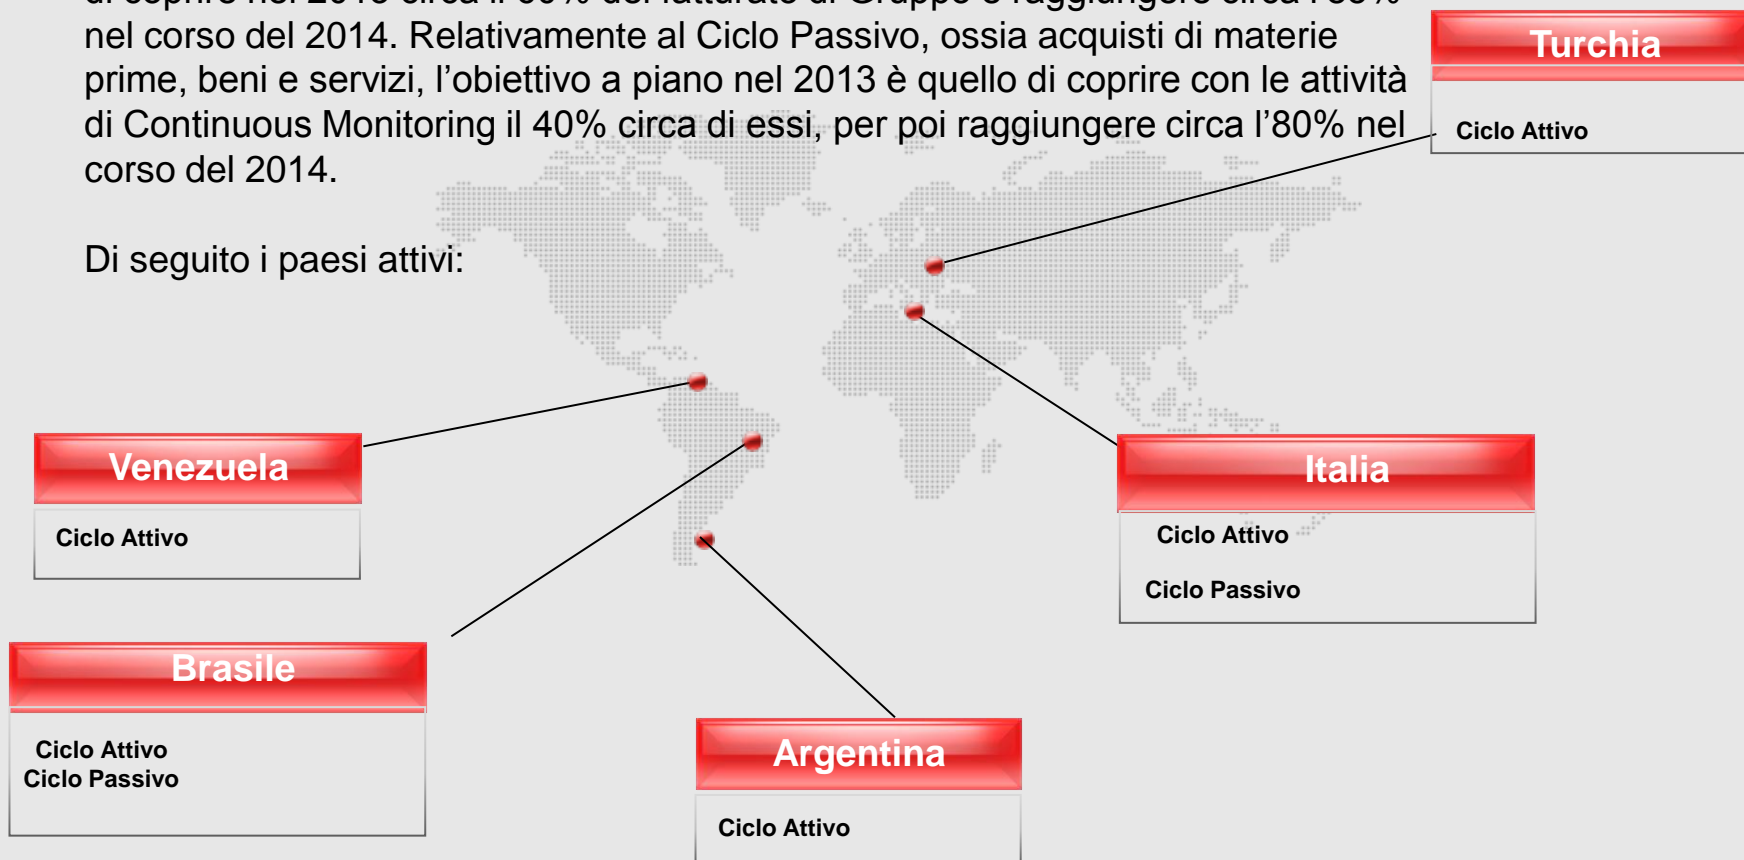 nel corso del 2014. Relativamente al Ciclo Passivo, ossia acquisti di materie
prime, beni e servizi, l’obiettivo a piano nel 2013 è quello di coprire con le attività
di Continuous Monitoring il 40% circa di essi, per poi raggiungere circa l’80% nel
corso del 2014.
Di seguito i paesi attivi:
Turchia
Ciclo Attivo
Venezuela
Ciclo Attivo
Italia
Ciclo Attivo
Ciclo Passivo
Brasile
Ciclo Attivo
Ciclo Passivo
Argentina
Ciclo Attivo